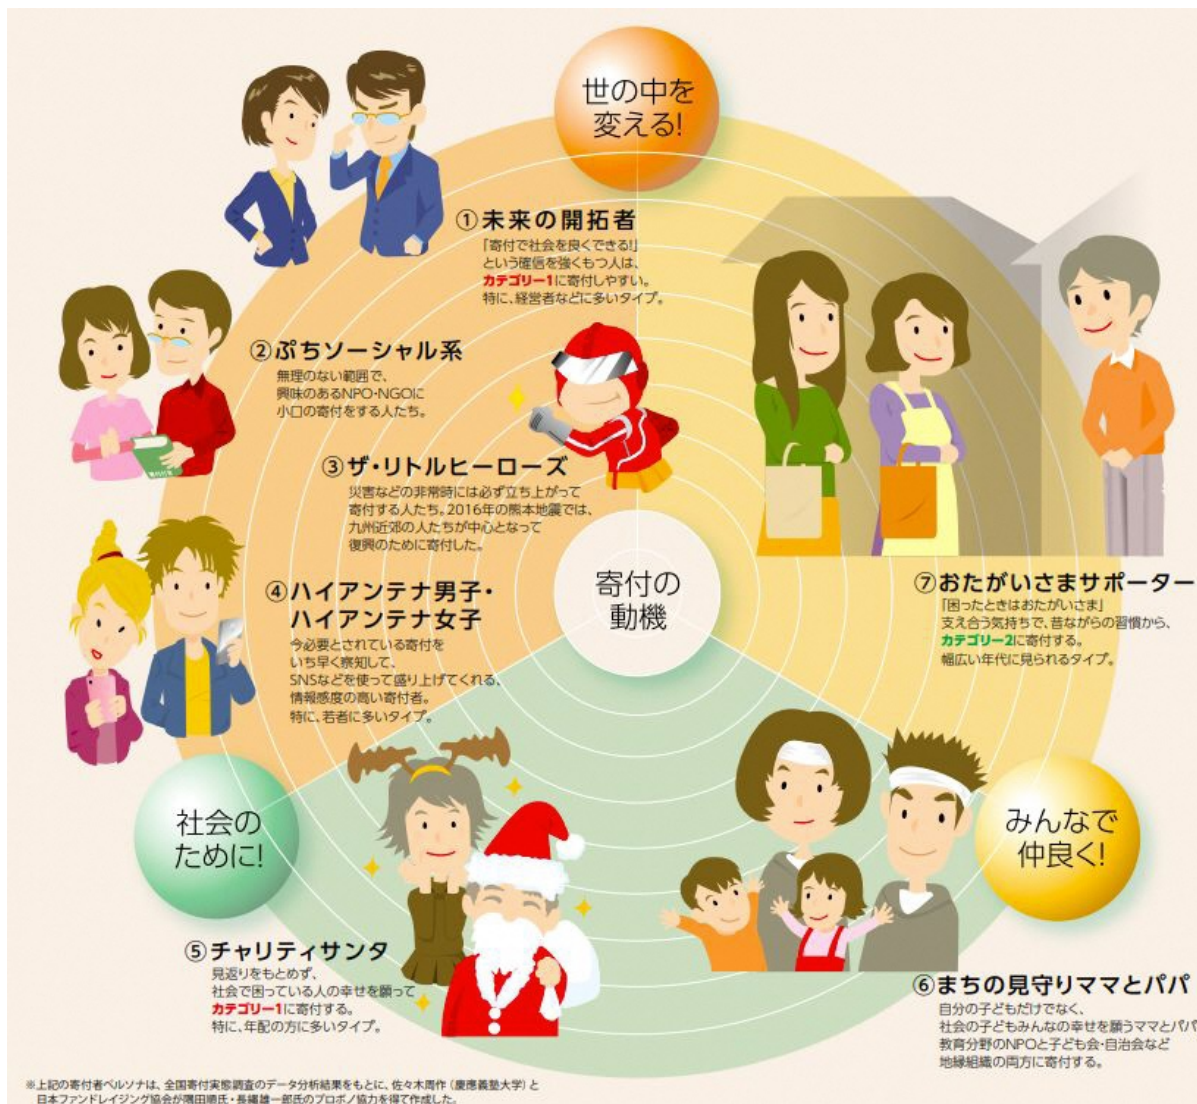 世の中を
変える!
①未来の開拓者
「寄付で社会を良くできる!」
という確信を強くもつ人は、
カテゴリー1に寄付しやすい。
特に、経営者などに多いタイプ。
②ぷちソーシャル系
無理のない範囲で、
興味のあるNPO・NGOに
小口の寄付をする人たち。
③ザ・リトルヒーローズ
災害などの非常時には必ず立ち上がって
寄付する人たち。2016年の熊本地震では、
九州近郊の人たちが中心となって
復興のために寄付した。
④ハイアンテナ男子・
ハイアンテナ女子
今必要とされている寄付を
いち早く察知して、
SNSなどを使って盛り上げてくれる、
情報感度の高い寄付者。
特に、若者に多いタイプ。
寄付の
動機
⑦おたがいさまサポーター
「困ったときはおたがいさま」
支え合う気持ちで、昔ながらの習慣から、
カテゴリー2に寄付する。
幅広い年代に見られるタイプ。
社会の
ために!
みんなで
仲良く!
⑤チャリティサンタ
見返りをもとめず、
社会で困っている人の幸せを願って
カテゴリー1に寄付する。
特に、年配の方に多いタイプ。
⑥まちの見守りママとパパ
自分の子どもだけでなく、
社会の子どもみんなの幸せを願うママとパパ
教育分野のNPOと子ども会・自治会など
地縁組織の両方に寄付する。
※上記の寄付者ペルソナは、全国寄付実態調査のデータ分析結果をもとに、佐々木周作（慶應義塾大学）と
日本ファンドレイジング協会が隅田順氏・長縄雄一郎氏のプロボノ協力を得て作成した。